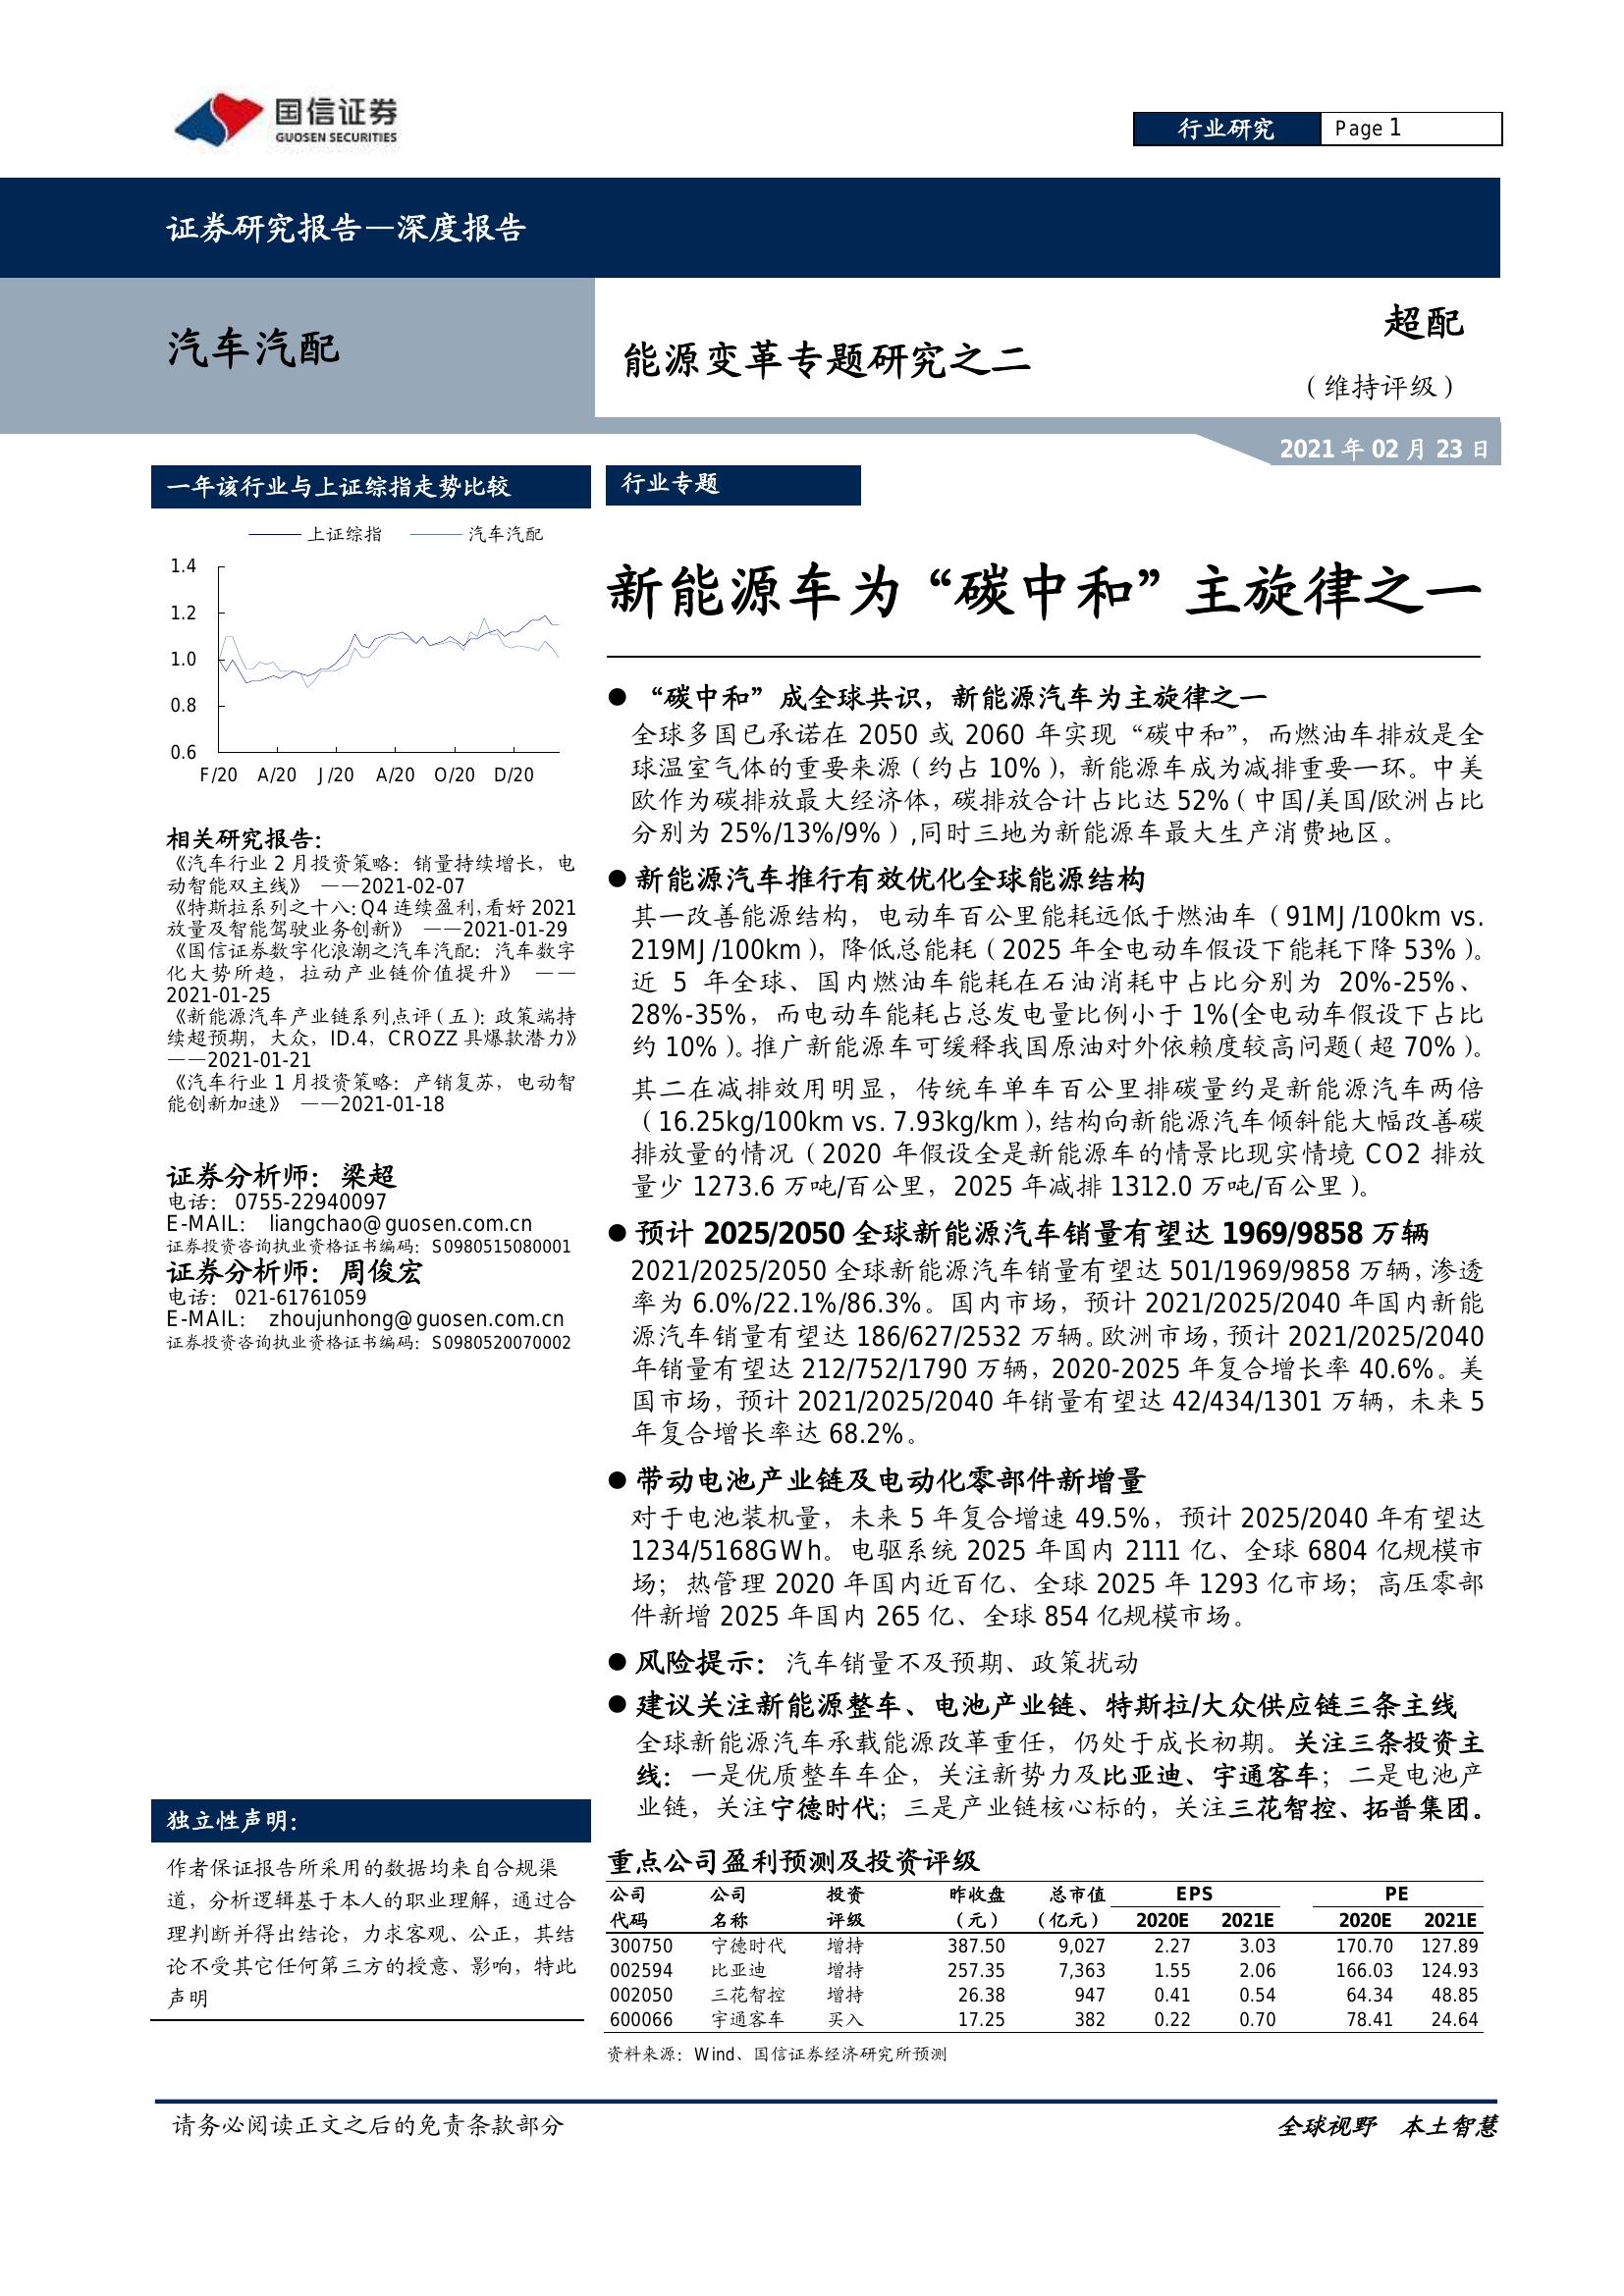 国信证券
GUOSEN SECURITIES
行业研究
Page 1
证券研究报告—深度报告
汽车汽配
能源变革专题研究之二
超配
（维持评级）
2021 年 02 月 23 日
一年该行业与上证综指走势比较
上证综指 汽车汽配
1.4
1.2
1.0
0.8
0.6
F/20 A/20 J/20 A/20 O/20 D/20
相关研究报告：
《汽车行业 2 月投资策略：销量持续增长，电
动智能双主线》 ——2021-02-07
《特斯拉系列之十八：Q4 连续盈利，看好 2021
放量及智能驾驶业务创新》 ——2021-01-29
《国信证券数字化浪潮之汽车汽配：汽车数字
化大势所趋，拉动产业链价值提升》 ——
2021-01-25
《新能源汽车产业链系列点评（五）：政策端持
续超预期，大众，ID.4，CROZZ 具爆款潜力》
——2021-01-21
《汽车行业 1 月投资策略：产销复苏，电动智
能创新加速》 ——2021-01-18
证券分析师：梁超
电话： 0755-22940097
E-MAIL： liangchao@guosen.com.cn
证券投资咨询执业资格证书编码：S0980515080001
证券分析师：周俊宏
电话： 021-61761059
E-MAIL： zhoujunhong@guosen.com.cn
证券投资咨询执业资格证书编码：S0980520070002
独立性声明：
作者保证报告所采用的数据均来自合规渠
道，分析逻辑基于本人的职业理解，通过合
理判断并得出结论，力求客观、公正，其结
论不受其它任何第三方的授意、影响，特此
声明
行业专题
新能源车为“碳中和”主旋律之一
● “碳中和”成全球共识，新能源汽车为主旋律之一
全球多国已承诺在 2050 或 2060 年实现“碳中和”，而燃油车排放是全
球温室气体的重要来源（约占 10%），新能源车成为减排重要一环。中美
欧作为碳排放最大经济体，碳排放合计占比达 52%（中国/美国/欧洲占比
分别为 25%/13%/9%）,同时三地为新能源车最大生产消费地区。
● 新能源汽车推行有效优化全球能源结构
其一改善能源结构，电动车百公里能耗远低于燃油车（91MJ/100km vs.
219MJ/100km），降低总能耗（2025 年全电动车假设下能耗下降 53%）。
近 5 年全球、国内燃油车能耗在石油消耗中占比分别为 20%-25%、
28%-35%，而电动车能耗占总发电量比例小于 1%(全电动车假设下占比
约 10%）。推广新能源车可缓释我国原油对外依赖度较高问题（超 70%）。
其二在减排效用明显，传统车单车百公里排碳量约是新能源汽车两倍
（16.25kg/100km vs. 7.93kg/km），结构向新能源汽车倾斜能大幅改善碳
排放量的情况（2020 年假设全是新能源车的情景比现实情境 CO2 排放
量少 1273.6 万吨/百公里，2025 年减排 1312.0 万吨/百公里）。
● 预计 2025/2050 全球新能源汽车销量有望达 1969/9858 万辆
2021/2025/2050 全球新能源汽车销量有望达 501/1969/9858 万辆，渗透
率为 6.0%/22.1%/86.3%。国内市场，预计 2021/2025/2040 年国内新能
源汽车销量有望达 186/627/2532 万辆。欧洲市场，预计 2021/2025/2040
年销量有望达 212/752/1790 万辆，2020-2025 年复合增长率 40.6%。美
国市场，预计 2021/2025/2040 年销量有望达 42/434/1301 万辆，未来 5
年复合增长率达 68.2%。
● 带动电池产业链及电动化零部件新增量
对于电池装机量，未来 5 年复合增速 49.5%，预计 2025/2040 年有望达
1234/5168GWh。电驱系统 2025 年国内 2111 亿、全球 6804 亿规模市
场；热管理 2020 年国内近百亿、全球 2025 年 1293 亿市场；高压零部
件新增 2025 年国内 265 亿、全球 854 亿规模市场。
● 风险提示：汽车销量不及预期、政策扰动
● 建议关注新能源整车、电池产业链、特斯拉/大众供应链三条主线
全球新能源汽车承载能源改革重任，仍处于成长初期。关注三条投资主
线：一是优质整车车企，关注新势力及比亚迪、宇通客车；二是电池产
业链，关注宁德时代；三是产业链核心标的，关注三花智控、拓普集团。
重点公司盈利预测及投资评级
公司 公司 投资 昨收盘 总市值 EPS PE
代码 名称 评级 （元） （亿元） 2020E 2021E 2020E 2021E
300750 宁德时代 增持 387.50 9,027 2.27 3.03 170.70 127.89
002594 比亚迪 增持 257.35 7,363 1.55 2.06 166.03 124.93
002050 三花智控 增持 26.38 947 0.41 0.54 64.34 48.85
600066 宇通客车 买入 17.25 382 0.22 0.70 78.41 24.64
资料来源：Wind、国信证券经济研究所预测
请务必阅读正文之后的免责条款部分
全球视野 本土智慧